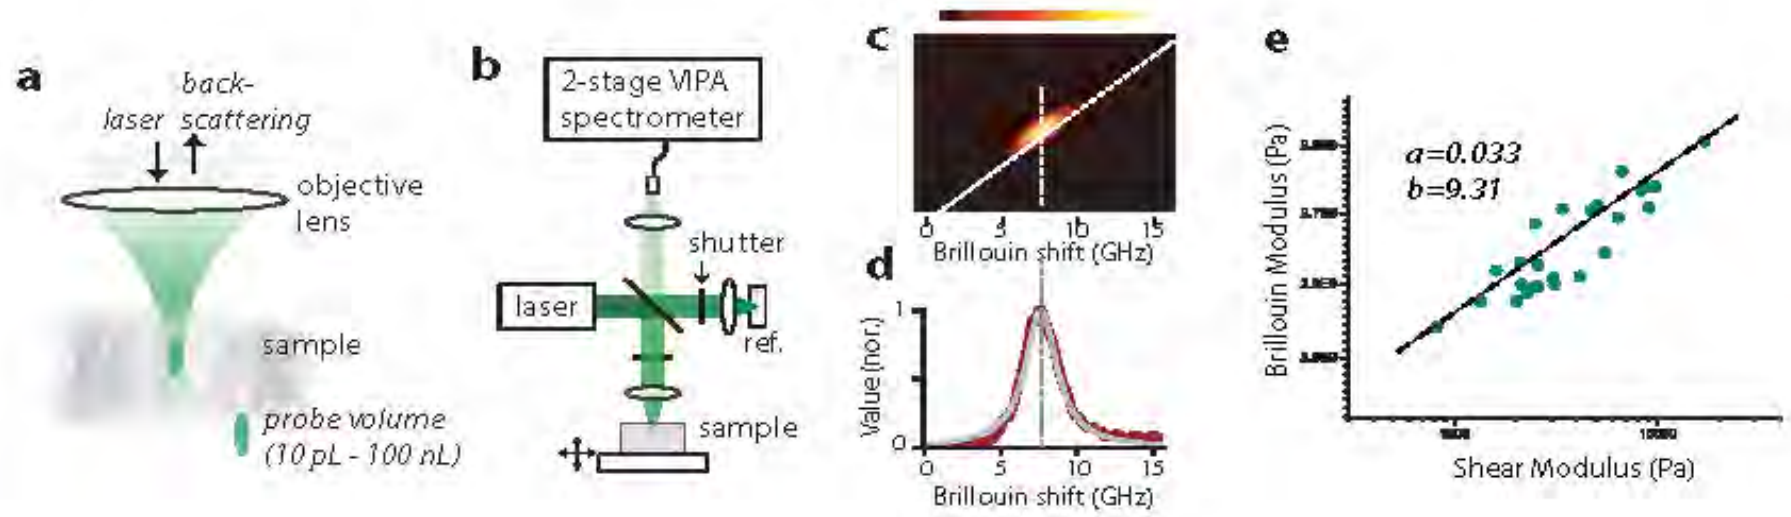 a
back-
laser scattering
objective
lens
sample
probe volume
(10 pL - 100 nL)
b
2-stage VIPA
spectrometer
shutter
laser
ref.
sample
c
0 5 10 15
Brillouin shift (GHz)
d
1
Value (nor.)
0
0 5 10 15
Brillouin shift (GHz)
e
Brillouin Modulus (Pa)
a=0.033
b=9.31
Shear Modulus (Pa)